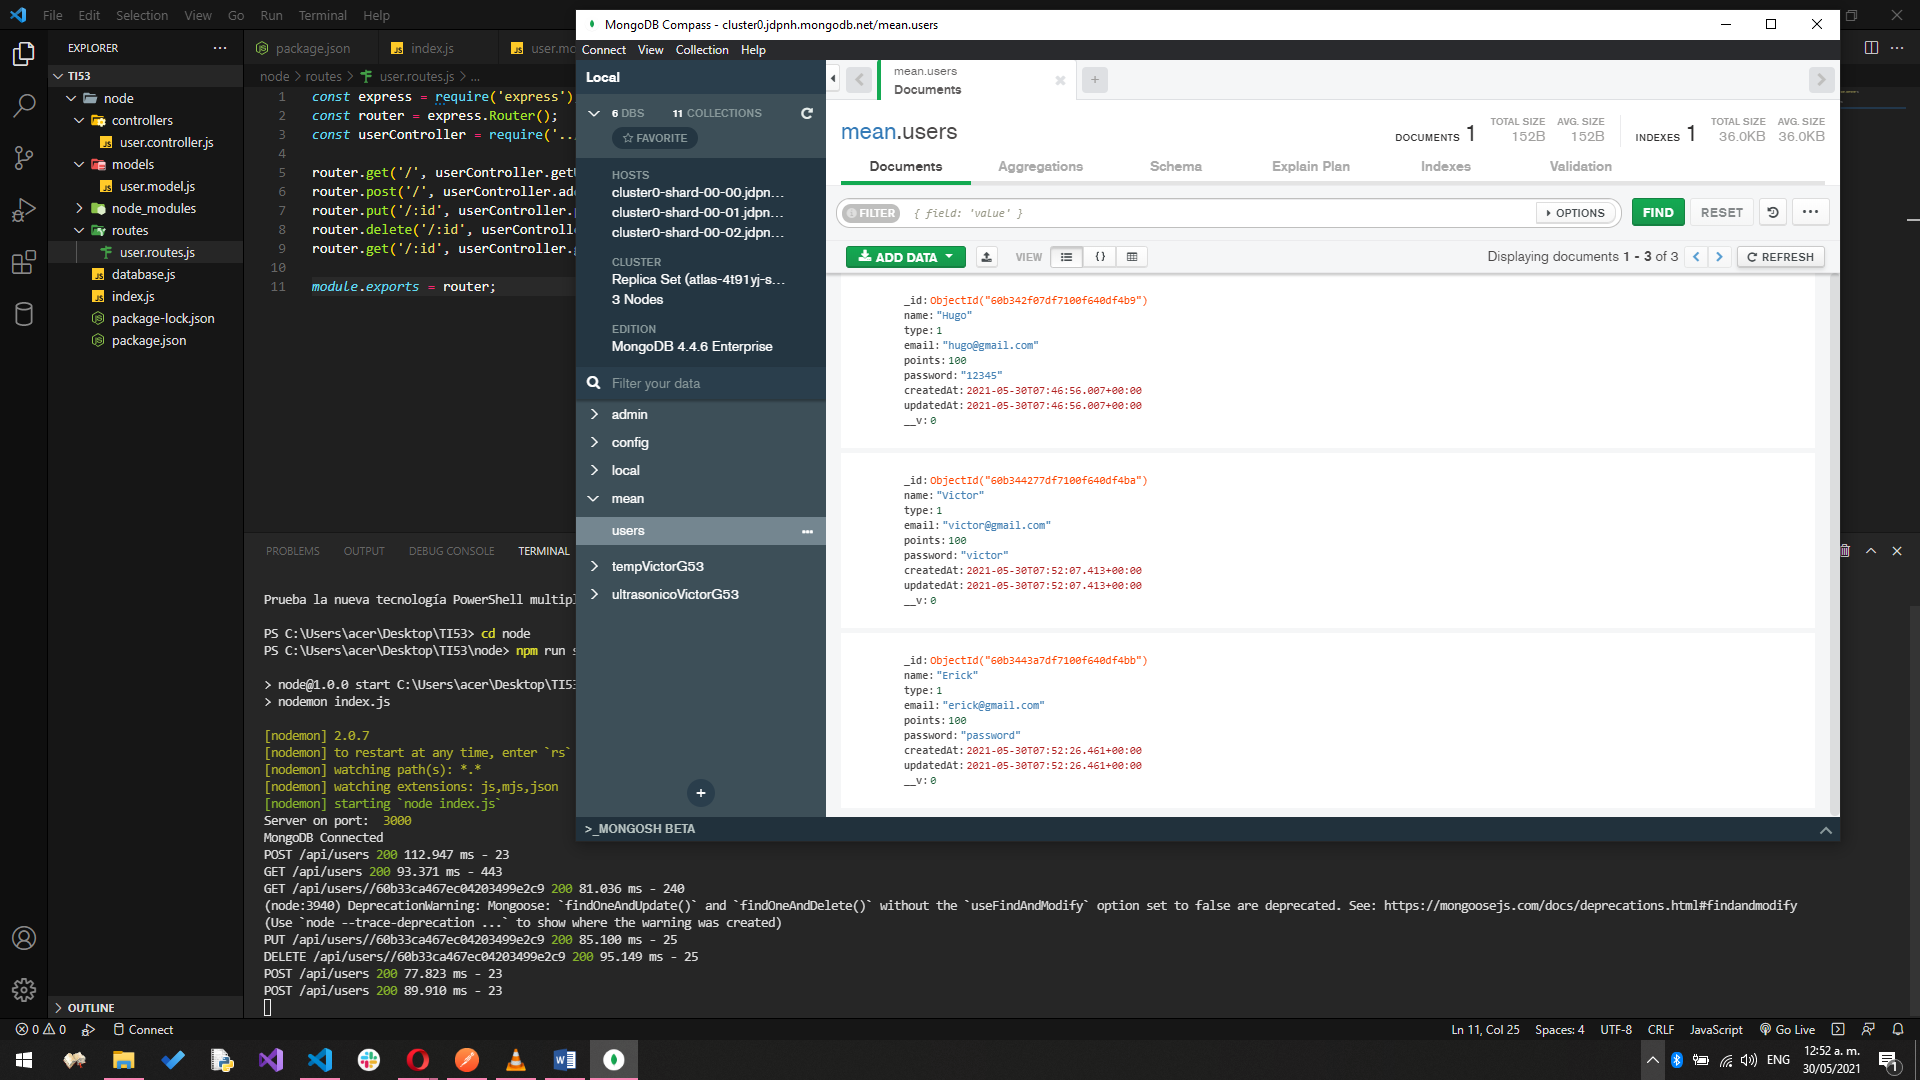 File Edit Selection View Go Run Terminal Help
EXPLORER
TI53
node
controllers
user.controller.js
models
user.model.js
node_modules
routes
user.routes.js
database.js
index.js
package-lock.json
package.json
OUTLINE
package.json
index.js
user.mo
node > routes > user.routes.js > ...
1 const express = require('express')
2 const router = express.Router();
3 const userController = require('..
4
5 router.get('/', userController.get
6 router.post('/', userController.ad
7 router.put('/:id', userController.
8 router.delete('/:id', userControll
9 router.get('/:id', userController.
10
11 module.exports = router;
PROBLEMS OUTPUT DEBUG CONSOLE TERMINAL
Prueba la nueva tecnología PowerShell multipl
PS C:\Users\acer\Desktop\TI53> cd node
PS C:\Users\acer\Desktop\TI53\node> npm run s
> node@1.0.0 start C:\Users\acer\Desktop\TI53
> nodemon index.js
[nodemon] 2.0.7
[nodemon] to restart at any time, enter `rs`
[nodemon] watching path(s): *.*
[nodemon] watching extensions: js,mjs,json
[nodemon] starting `node index.js`
Server on port:  3000
MongoDB Connected
POST /api/users 200 112.947 ms - 23
GET /api/users 200 93.371 ms - 443
GET /api/users//60b33ca467ec04203499e2c9 200 81.036 ms - 240
(node:3940) DeprecationWarning: Mongoose: `findOneAndUpdate()` and `findOneAndDelete()` without the `useFindAndModify` option set to false are deprecated. See: https://mongoosejs.com/docs/deprecations.html#findandmodify
(Use `node --trace-deprecation ...` to show where the warning was created)
PUT /api/users//60b33ca467ec04203499e2c9 200 85.100 ms - 25
DELETE /api/users//60b33ca467ec04203499e2c9 200 95.149 ms - 25
POST /api/users 200 77.823 ms - 23
POST /api/users 200 89.910 ms - 23
MongoDB Compass - cluster0.jdpnh.mongodb.net/mean.users
Connect View Collection Help
Local
6 DBS 11 COLLECTIONS
FAVORITE
HOSTS
cluster0-shard-00-00.jdpn...
cluster0-shard-00-01.jdpn...
cluster0-shard-00-02.jdpn...
CLUSTER
Replica Set (atlas-4t91yj-s...
3 Nodes
EDITION
MongoDB 4.4.6 Enterprise
Filter your data
admin
config
local
mean
users
tempVictorG53
ultrasonicoVictorG53
>_MONGOSH BETA
mean.users
Documents
mean.users
DOCUMENTS 1 TOTAL SIZE 152B AVG. SIZE 152B INDEXES 1 TOTAL SIZE 36.0KB AVG. SIZE 36.0KB
Documents Aggregations Schema Explain Plan Indexes Validation
FILTER { field: 'value' } OPTIONS FIND RESET
ADD DATA VIEW {} Displaying documents 1 - 3 of 3 REFRESH
_id: ObjectId("60b342f07df7100f640df4b9")
name: "Hugo"
type: 1
email: "hugo@gmail.com"
points: 100
password: "12345"
createdAt: 2021-05-30T07:46:56.007+00:00
updatedAt: 2021-05-30T07:46:56.007+00:00
__v: 0
_id: ObjectId("60b344277df7100f640df4ba")
name: "Victor"
type: 1
email: "victor@gmail.com"
points: 100
password: "victor"
createdAt: 2021-05-30T07:52:07.413+00:00
updatedAt: 2021-05-30T07:52:07.413+00:00
__v: 0
_id: ObjectId("60b3443a7df7100f640df4bb")
name: "Erick"
type: 1
email: "erick@gmail.com"
points: 100
password: "password"
createdAt: 2021-05-30T07:52:26.461+00:00
updatedAt: 2021-05-30T07:52:26.461+00:00
__v: 0
0 0 Connect Ln 11, Col 25 Spaces: 4 UTF-8 CRLF JavaScript Go Live
ENG 12:52 a. m.
30/05/2021
1